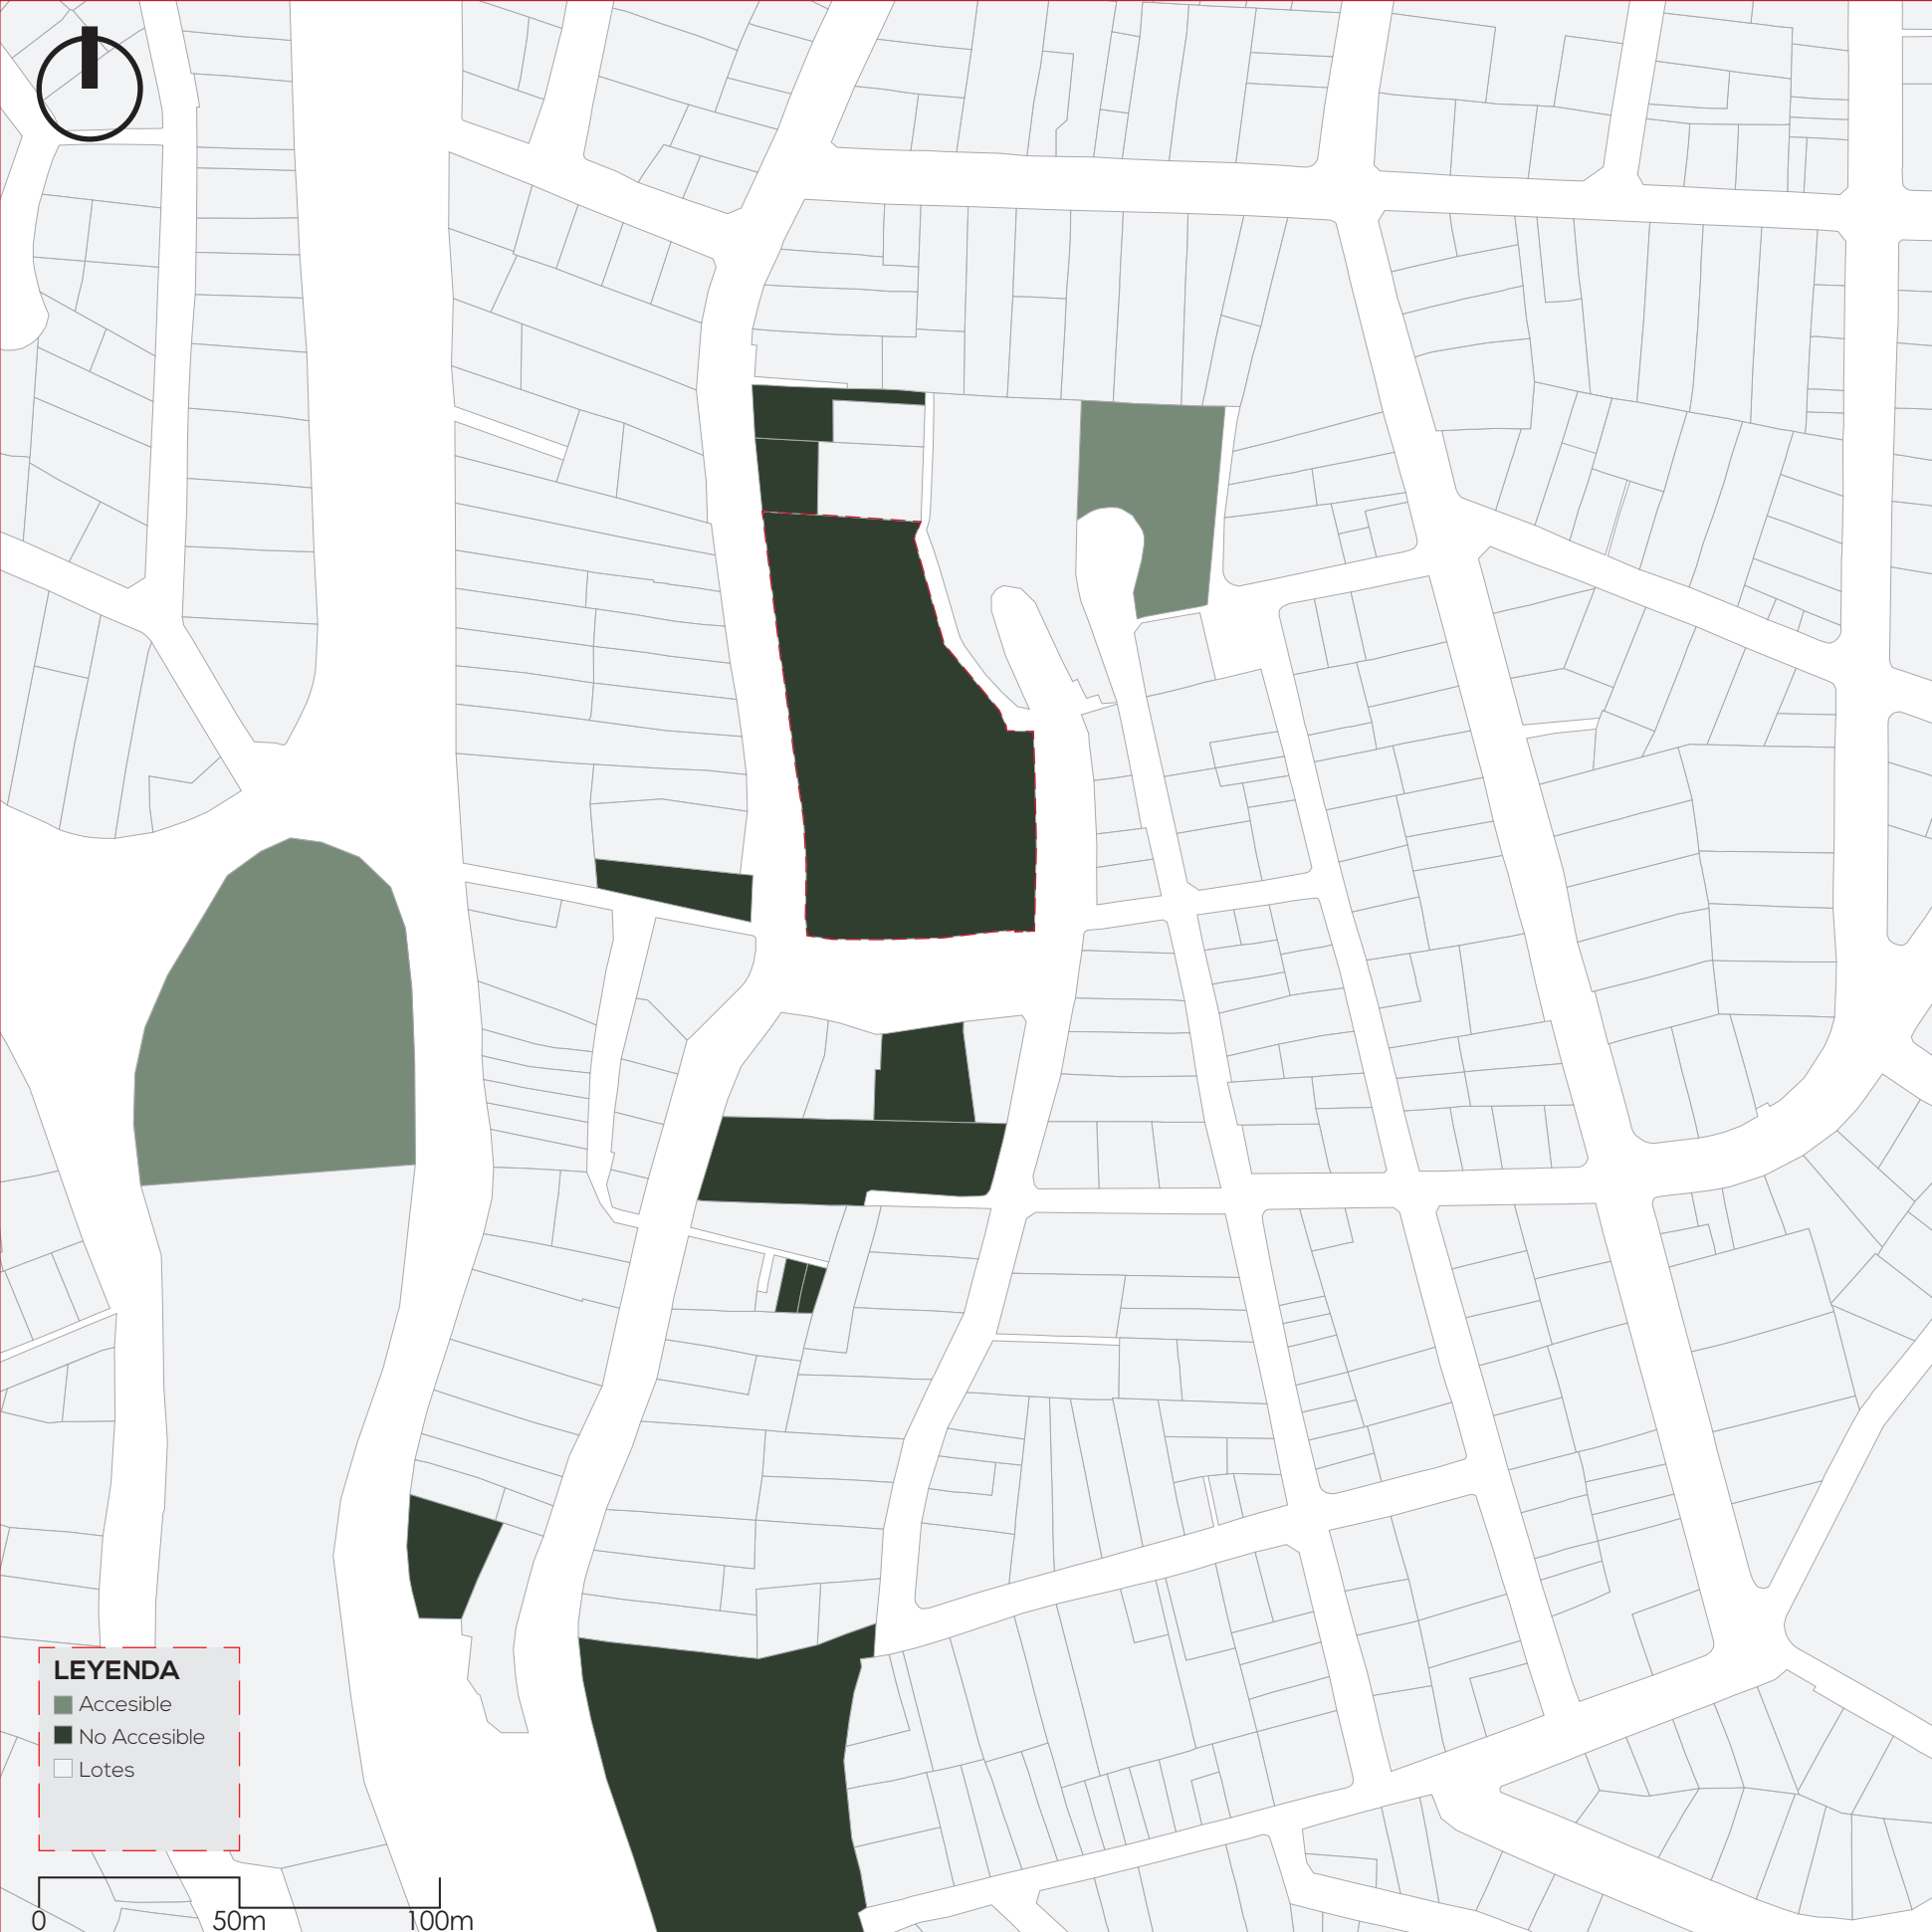 LEYENDA
Accesible
No Accesible
Lotes
0 50m 100m